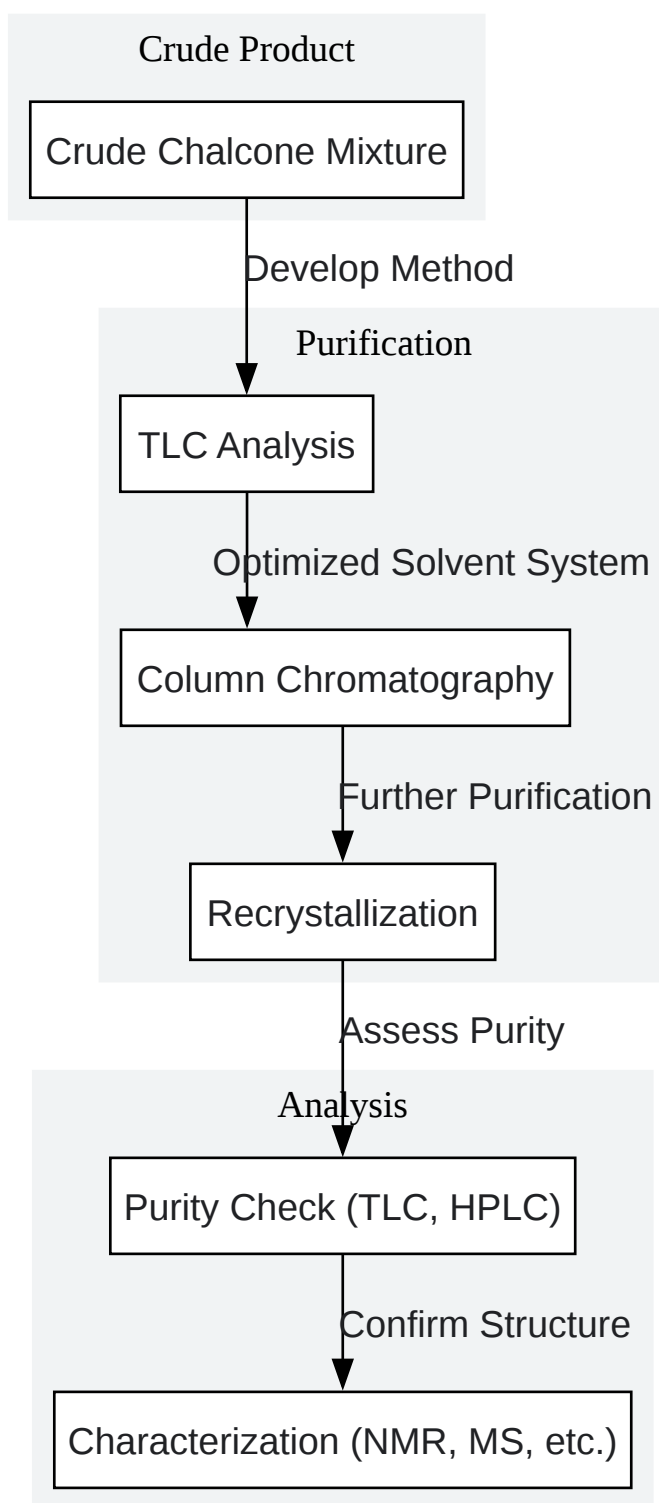 Crude Product
Crude Chalcone Mixture
Develop Method
Purification
TLC Analysis
Optimized Solvent System
Column Chromatography
Further Purification
Recrystallization
Assess Purity
Analysis
Purity Check (TLC, HPLC)
Confirm Structure
Characterization (NMR, MS, etc.)